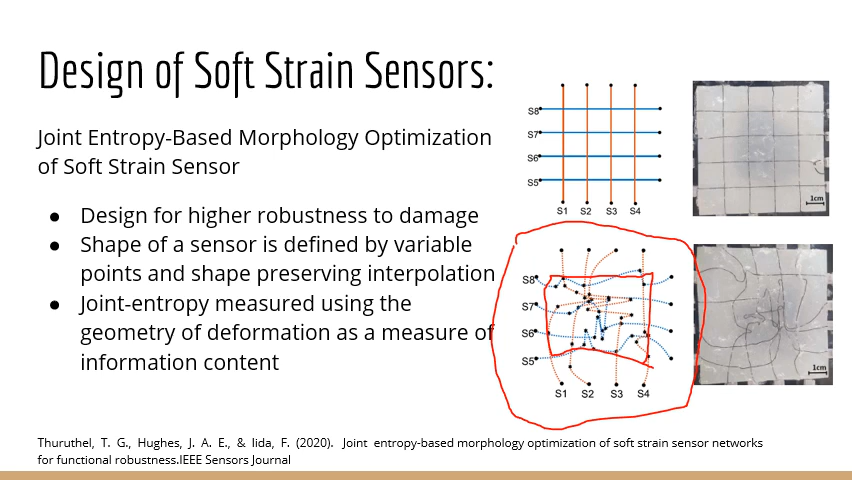 Design of Soft Strain Sensors:
Joint Entropy-Based Morphology Optimization
of Soft Strain Sensor
● Design for higher robustness to damage
● Shape of a sensor is defined by variable
points and shape preserving interpolation
● Joint-entropy measured using the
geometry of deformation as a measure of
information content
S8
S7
S6
S5
S1 S2 S3 S4
1cm
S8
S7
S6
S5
S1 S2 S3 S4
1cm
Thuruthel, T. G., Hughes, J. A. E., & Iida, F. (2020). Joint entropy-based morphology optimization of soft strain sensor networks
for functional robustness.IEEE Sensors Journal